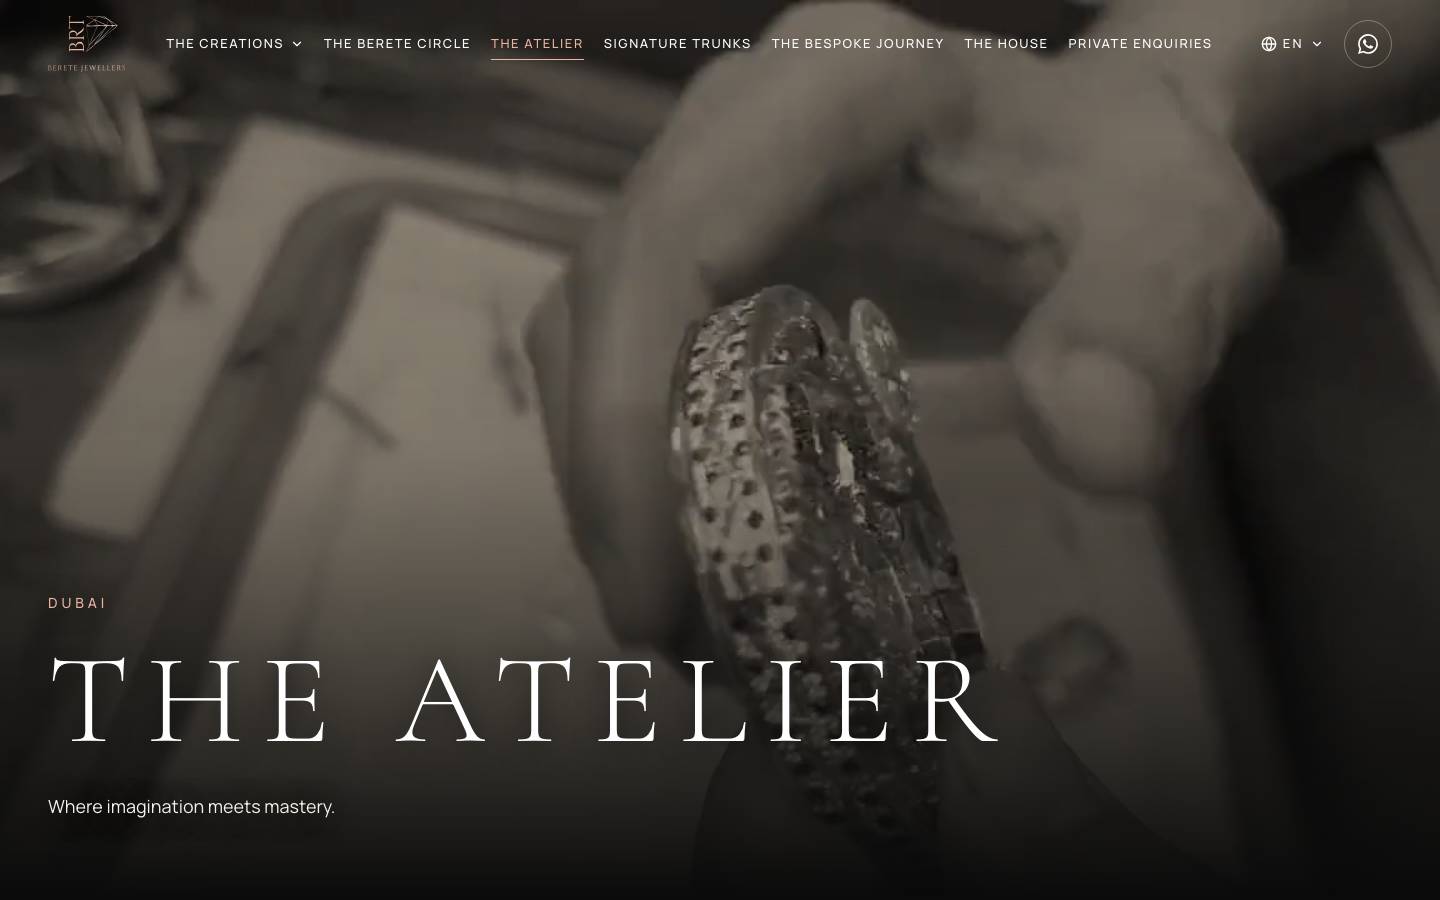 BRT
BERETE JEWELLERS
THE CREATIONS
THE BERETE CIRCLE
THE ATELIER
SIGNATURE TRUNKS
THE BESPOKE JOURNEY
THE HOUSE
PRIVATE ENQUIRIES
EN
DUBAI
THE ATELIER
Where imagination meets mastery.